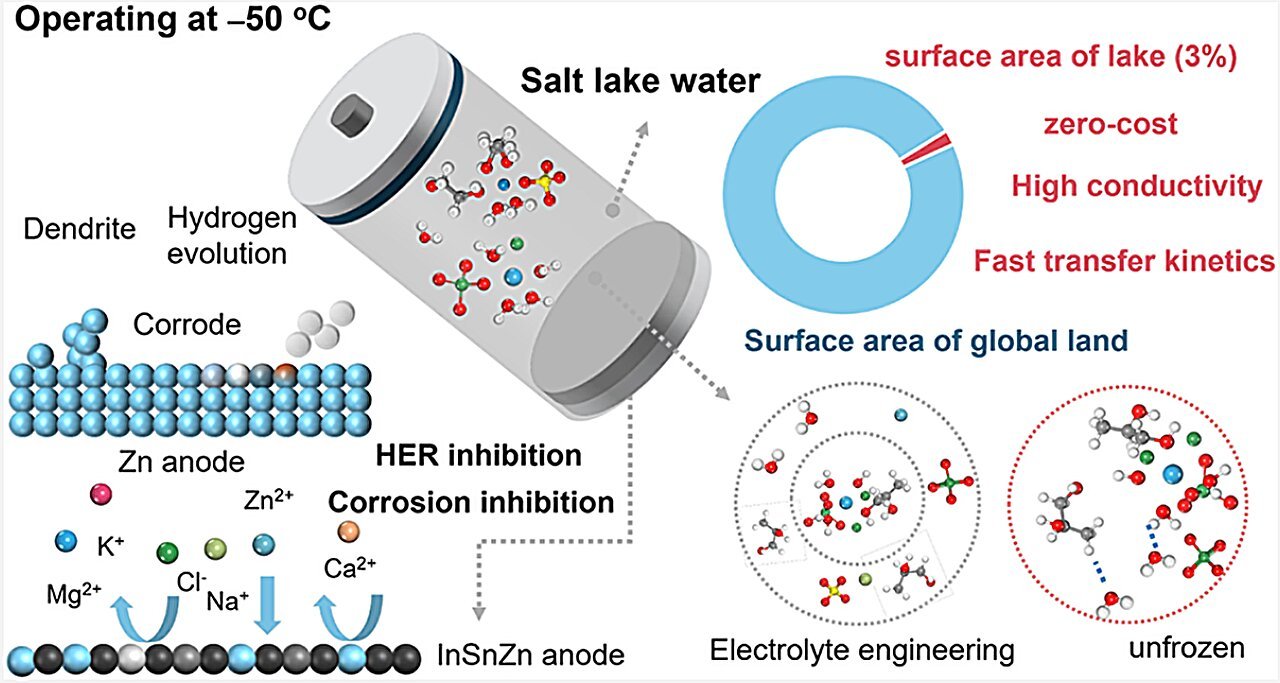 Operating at –50 °C
Salt lake water
surface area of lake (3%)
zero-cost
High conductivity
Fast transfer kinetics
Surface area of global land
Dendrite
Hydrogen
evolution
Corrode
Zn anode
HER inhibition
Corrosion inhibition
Zn²⁺
K⁺
Mg²⁺
Cl⁻
Na⁺
Ca²⁺
InSnZn anode
Electrolyte engineering
unfrozen